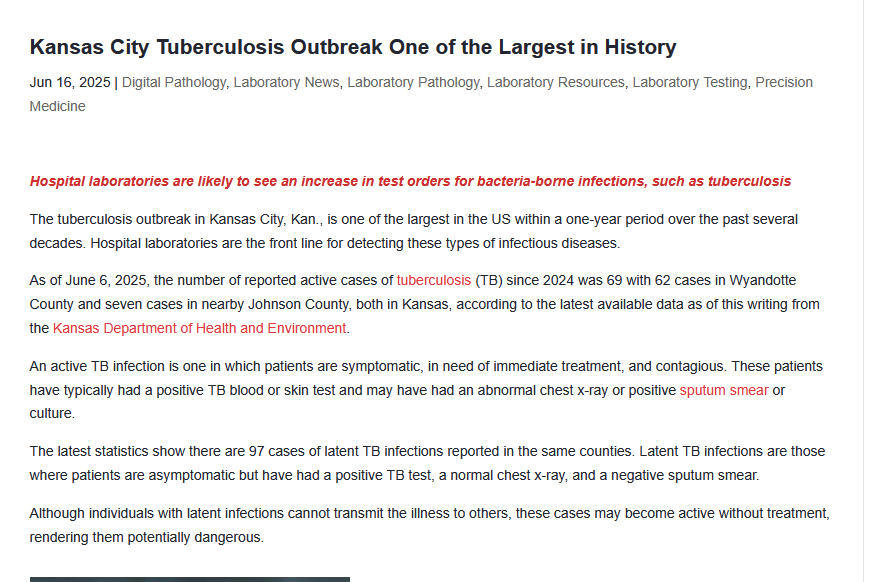 Kansas City Tuberculosis Outbreak One of the Largest in History
Jun 16, 2025 | Digital Pathology, Laboratory News, Laboratory Pathology, Laboratory Resources, Laboratory Testing, Precision
Medicine
Hospital laboratories are likely to see an increase in test orders for bacteria-borne infections, such as tuberculosis
The tuberculosis outbreak in Kansas City, Kan., is one of the largest in the US within a one-year period over the past several
decades. Hospital laboratories are the front line for detecting these types of infectious diseases.
As of June 6, 2025, the number of reported active cases of tuberculosis (TB) since 2024 was 69 with 62 cases in Wyandotte
County and seven cases in nearby Johnson County, both in Kansas, according to the latest available data as of this writing from
the Kansas Department of Health and Environment.
An active TB infection is one in which patients are symptomatic, in need of immediate treatment, and contagious. These patients
have typically had a positive TB blood or skin test and may have had an abnormal chest x-ray or positive sputum smear or
culture.
The latest statistics show there are 97 cases of latent TB infections reported in the same counties. Latent TB infections are those
where patients are asymptomatic but have had a positive TB test, a normal chest x-ray, and a negative sputum smear.
Although individuals with latent infections cannot transmit the illness to others, these cases may become active without treatment,
rendering them potentially dangerous.